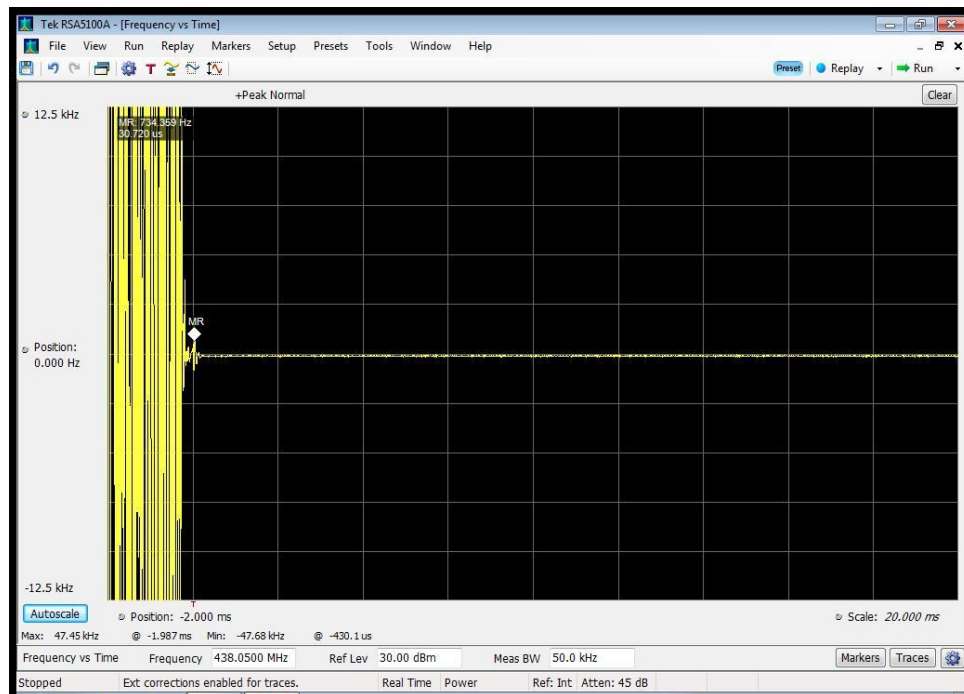 Tek RSA5100A - [Frequency vs Time]
File View Run Replay Markers Setup Presets Tools Window Help
T Preset Replay Run
+Peak Normal Clear
12.5 kHz
MR: 734.359 Hz
30.720 us
MR
Position:
0.000 Hz
-12.5 kHz
T
Autoscale Position: -2.000 ms Scale: 20.000 ms
Max: 47.45 kHz @ -1.987 ms Min: -47.68 kHz @ -430.1 us
Frequency vs Time Frequency 438.0500 MHz Ref Lev 30.00 dBm Meas BW 50.0 kHz Markers Traces
Stopped Ext corrections enabled for traces. Real Time Power Ref: Int Atten: 45 dB